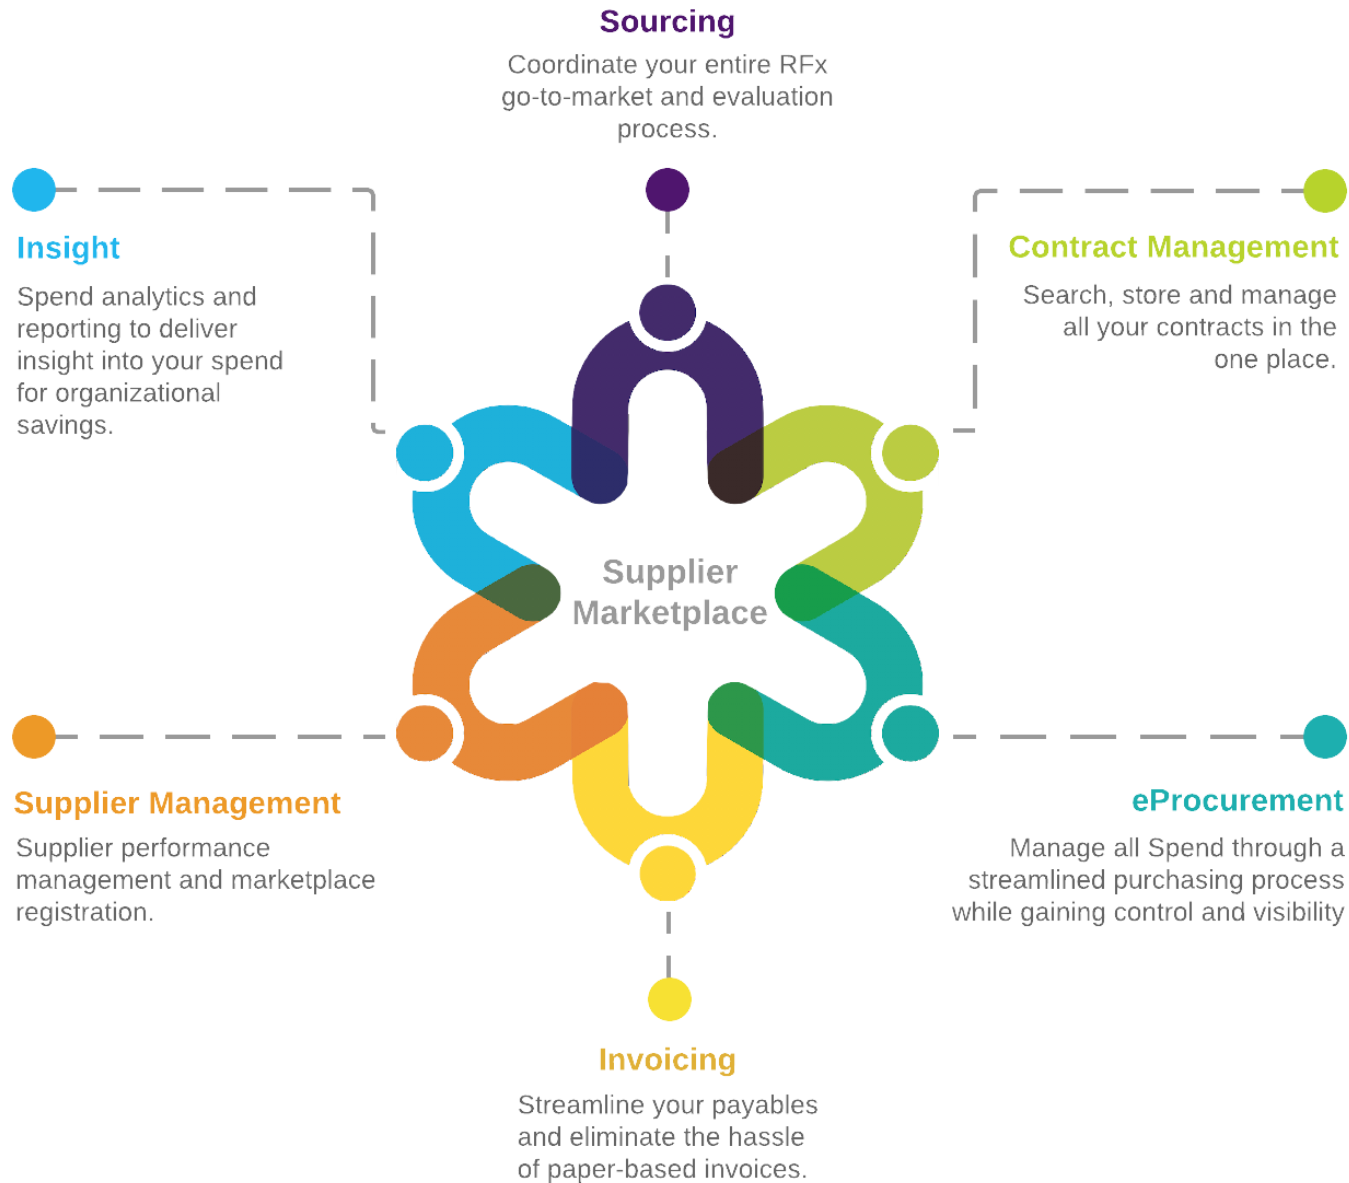 Sourcing
Coordinate your entire RFx
go-to-market and evaluation
process.
Insight
Spend analytics and
reporting to deliver
insight into your spend
for organizational
savings.
Contract Management
Search, store and manage
all your contracts in the
one place.
Supplier
Marketplace
Supplier Management
Supplier performance
management and marketplace
registration.
eProcurement
Manage all Spend through a
streamlined purchasing process
while gaining control and visibility
Invoicing
Streamline your payables
and eliminate the hassle
of paper-based invoices.